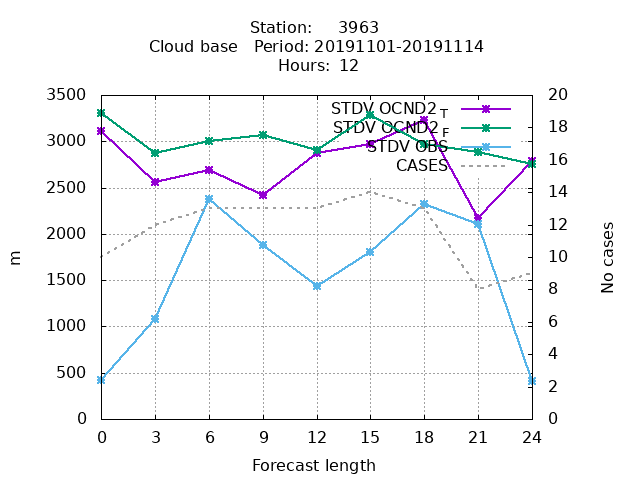 Station: 3963
Cloud base Period: 20191101-20191114
Hours: 12
3500
3000
2500
2000
1500
1000
500
0
m
20
18
16
14
12
10
8
6
4
2
0
No cases
STDV OCND2 T
STDV OCND2 F
STDV OBS
CASES
0 3 6 9 12 15 18 21 24
Forecast length